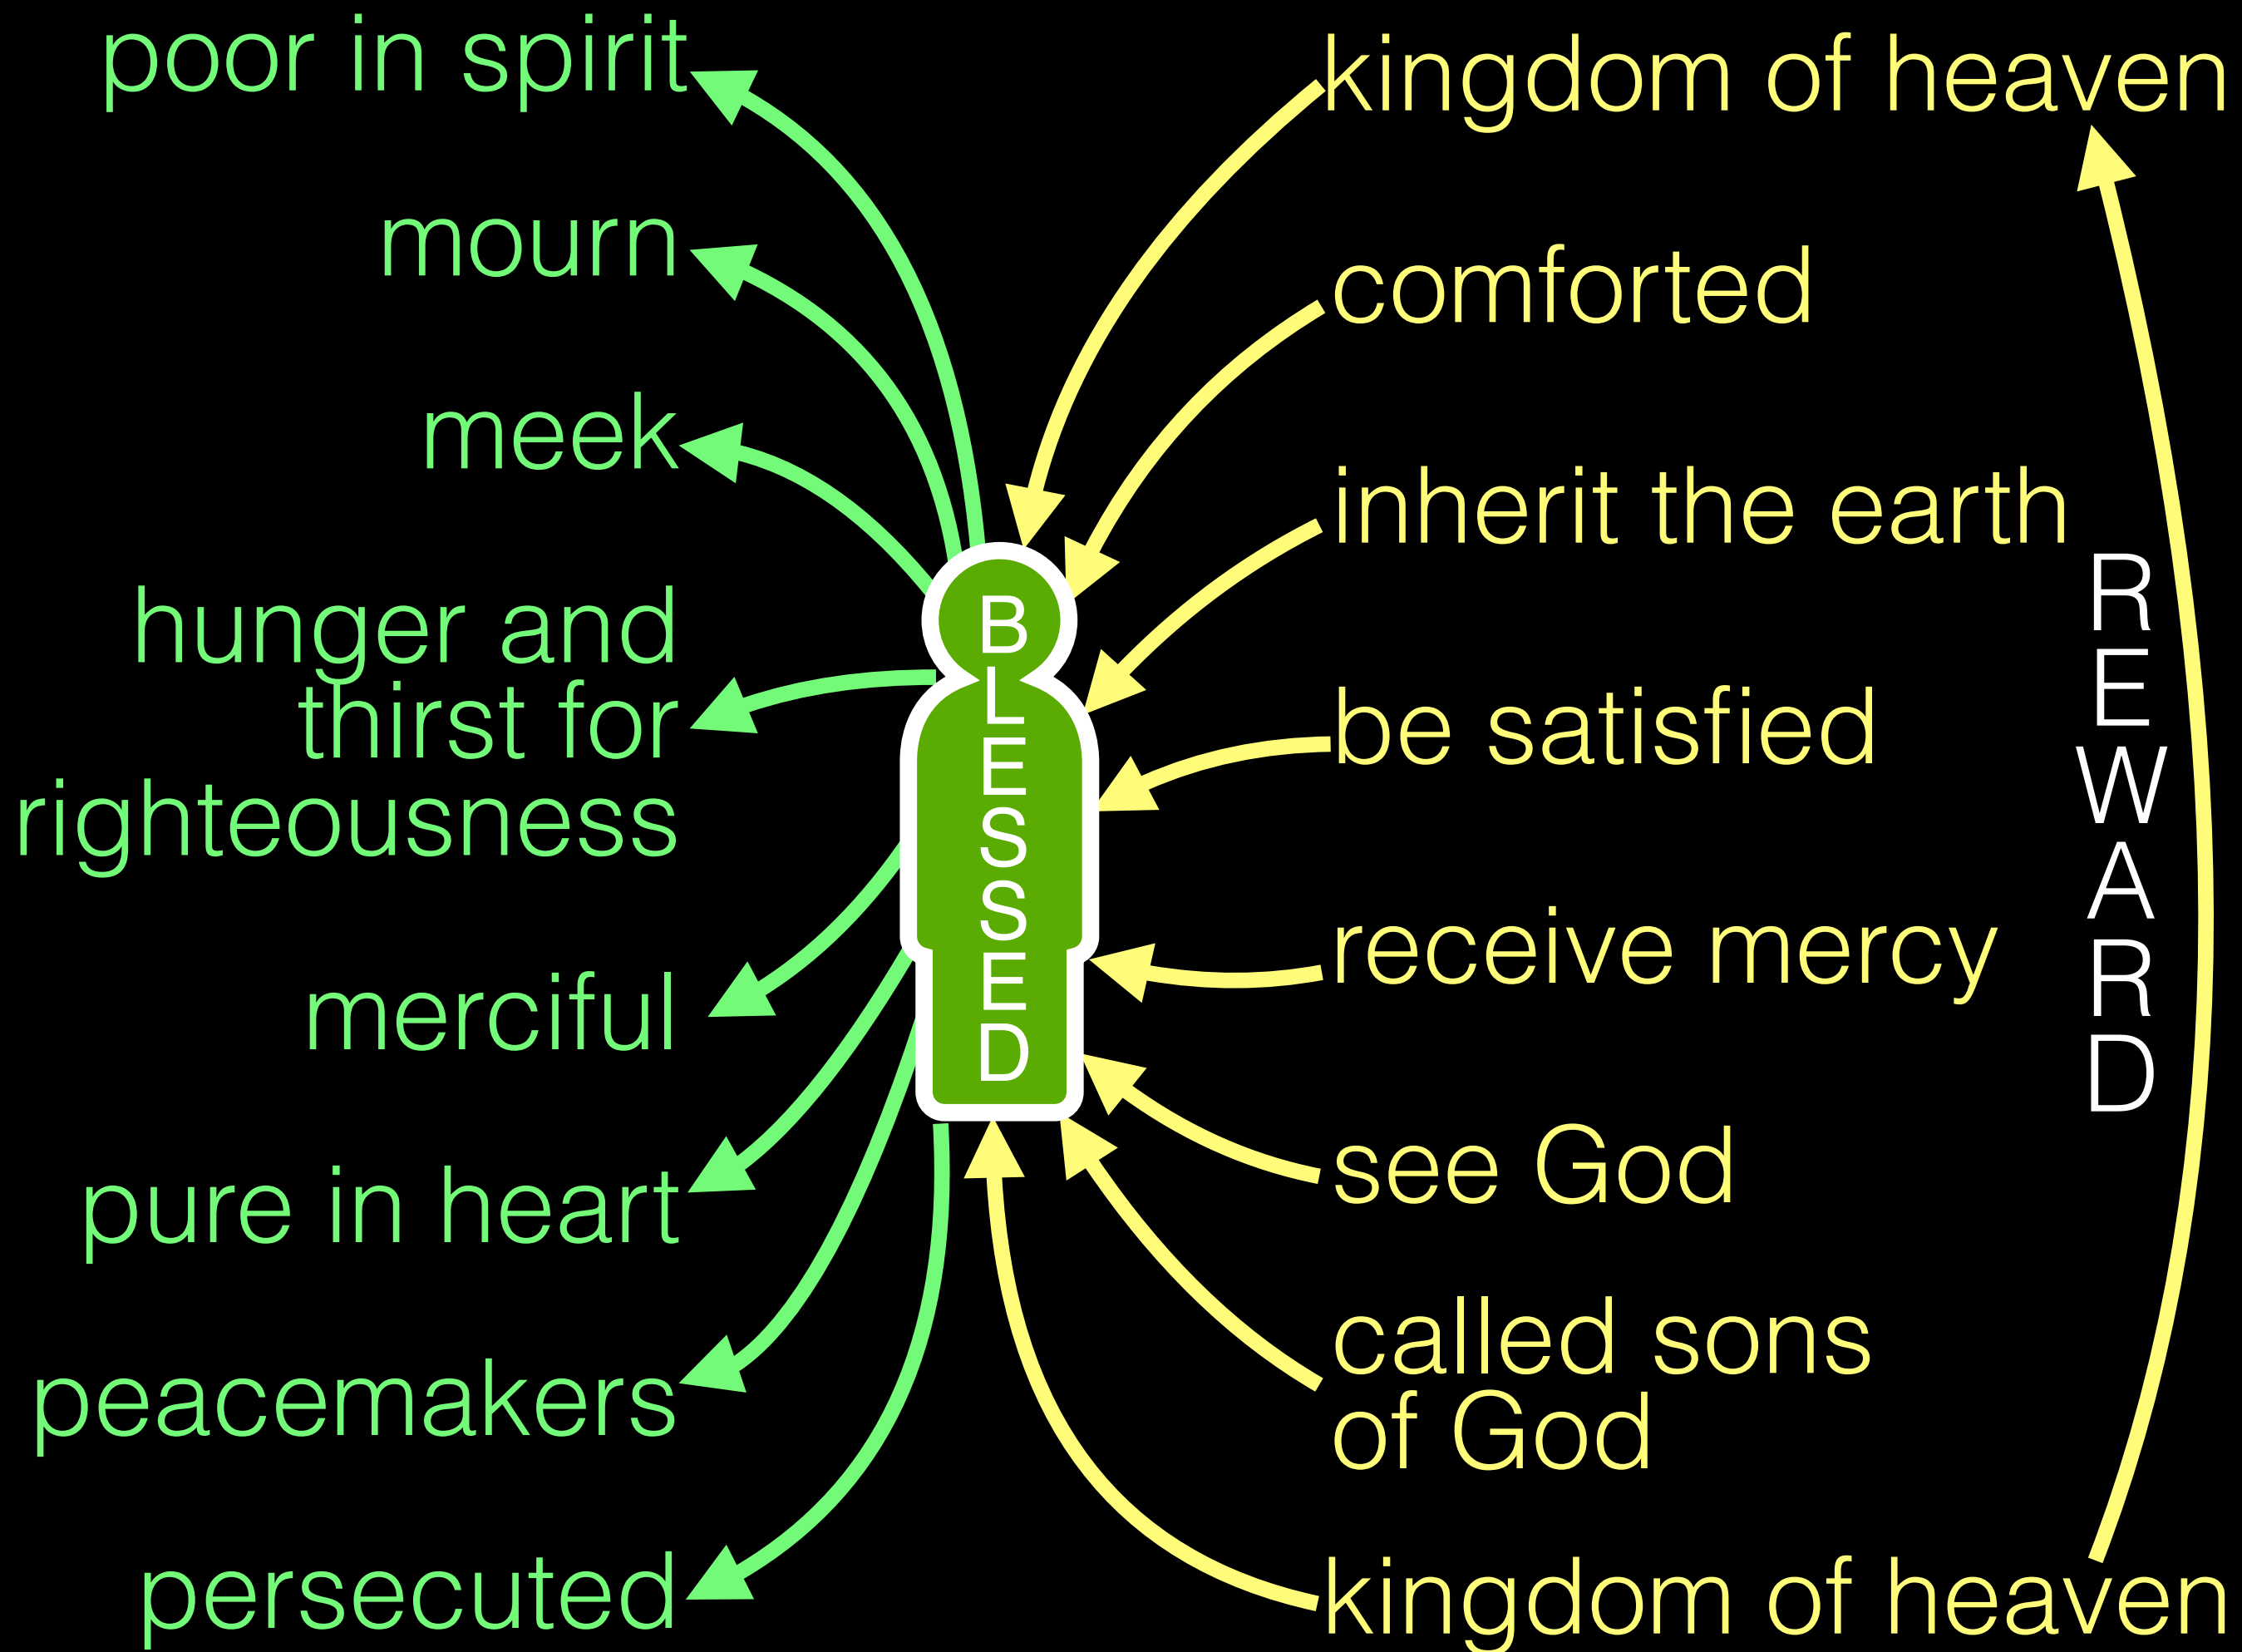 poor in spirit
mourn
meek
hunger and
thirst for
righteousness
merciful
pure in heart
peacemakers
persecuted
BLESSED
kingdom of heaven
comforted
inherit the earth
be satisfied
receive mercy
see God
called sons
of God
kingdom of heaven
REWARD